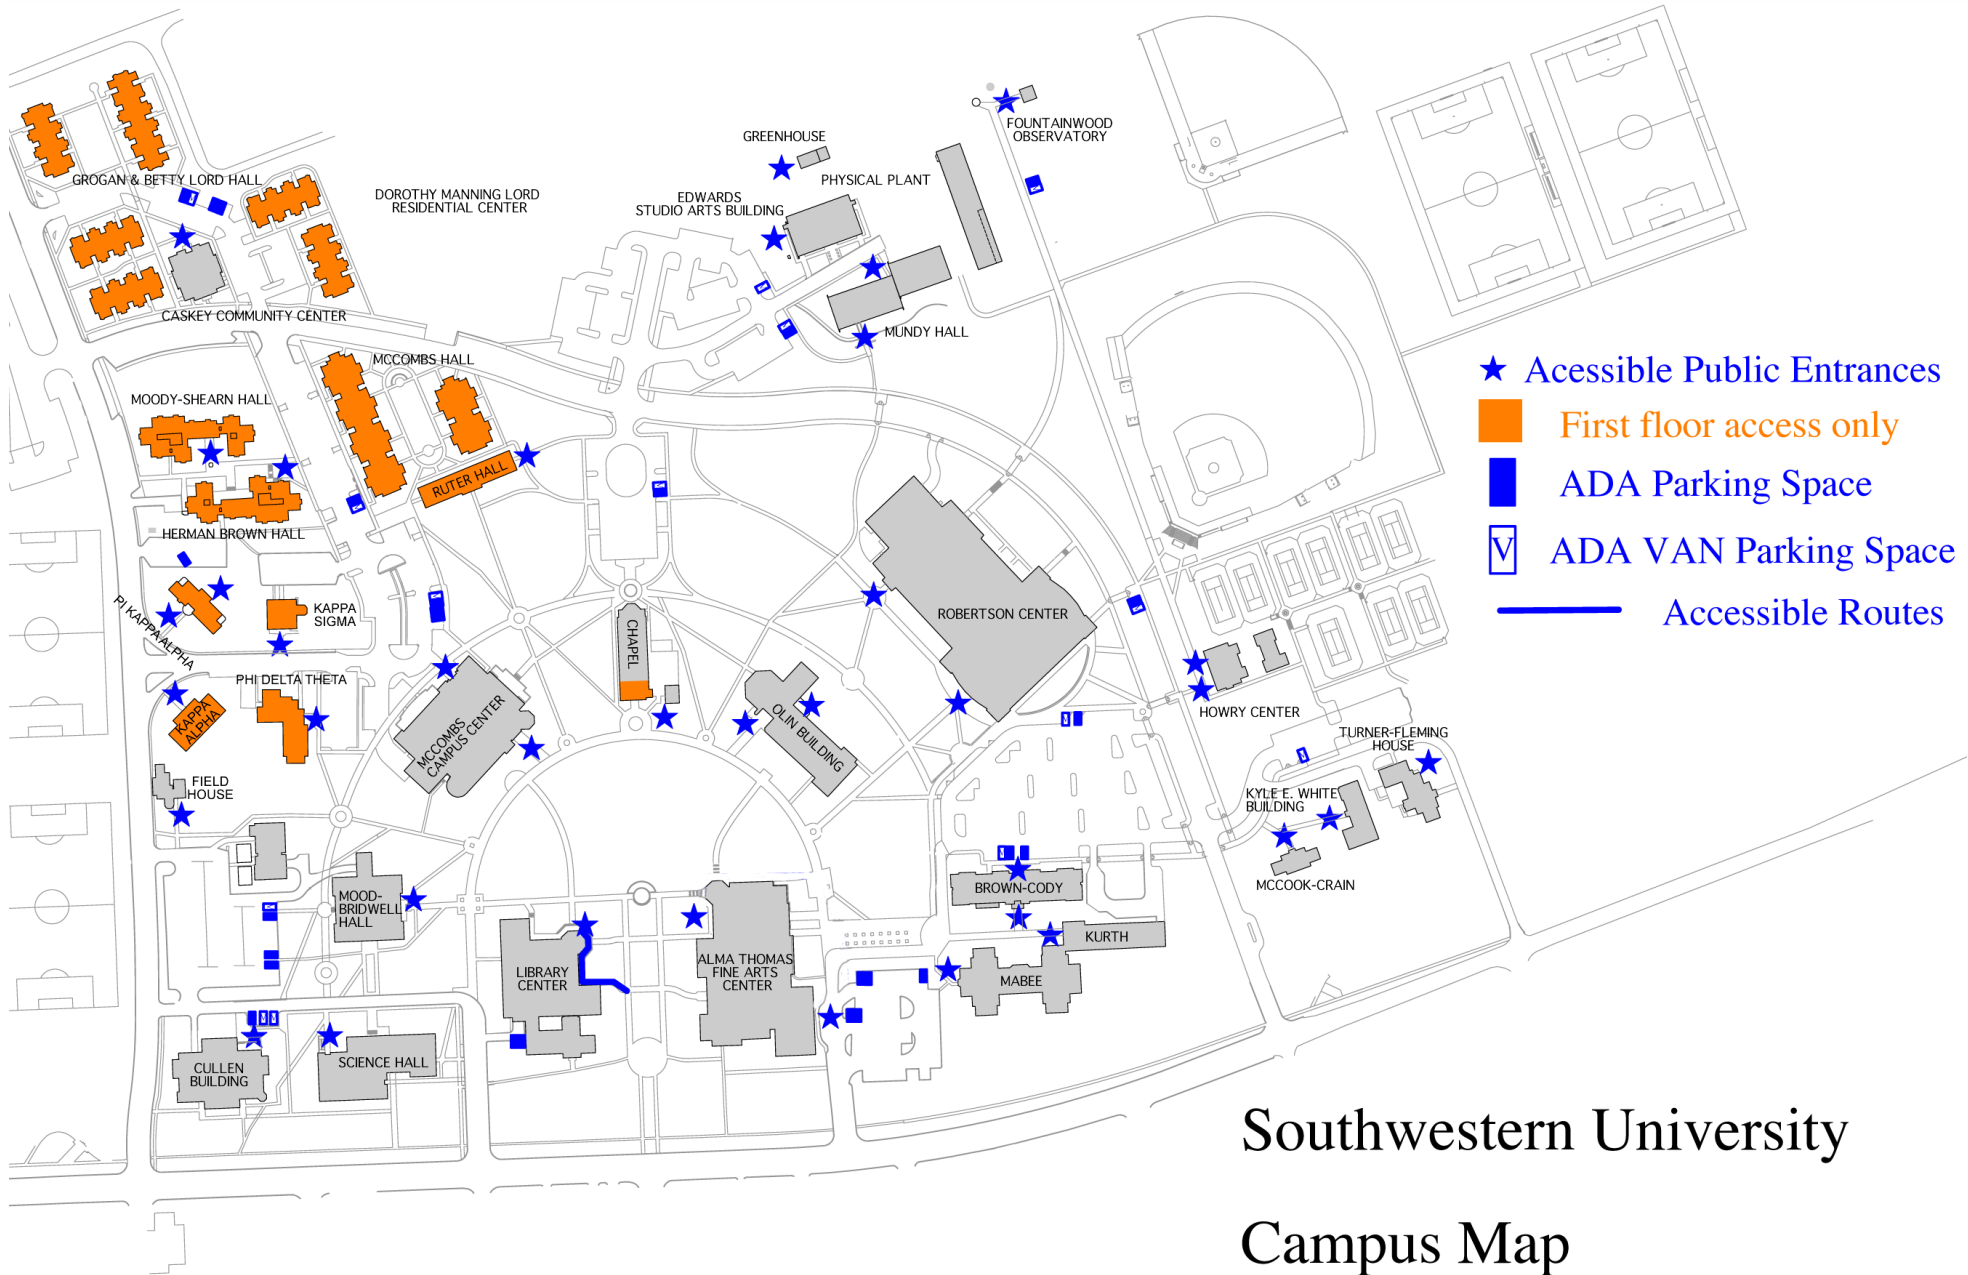 GREENHOUSE
FOUNTAINWOOD
OBSERVATORY
GROGAN & BETTY LORD HALL
DOROTHY MANNING LORD
RESIDENTIAL CENTER
PHYSICAL PLANT
EDWARDS
STUDIO ARTS BUILDING
CASKEY COMMUNITY CENTER
MUNDY HALL
MCCOMBS HALL
MOODY-SHEARN HALL
RUTER HALL
HERMAN BROWN HALL
Acessible Public Entrances
First floor access only
ADA Parking Space
V ADA VAN Parking Space
Accessible Routes
PI KAPPA ALPHA
KAPPA
SIGMA
CHAPEL
ROBERTSON CENTER
PHI DELTA THETA
KAPPA
ALPHA
MCCOMBS
CAMPUS CENTER
OLIN BUILDING
HOWRY CENTER
TURNER-FLEMING
HOUSE
FIELD
HOUSE
KYLE E. WHITE
BUILDING
MCCOOK-CRAIN
MOOD-
BRIDWELL
HALL
BROWN-CODY
KURTH
LIBRARY
CENTER
ALMA THOMAS
FINE ARTS
CENTER
MABEE
CULLEN
BUILDING
SCIENCE HALL
Southwestern University
Campus Map